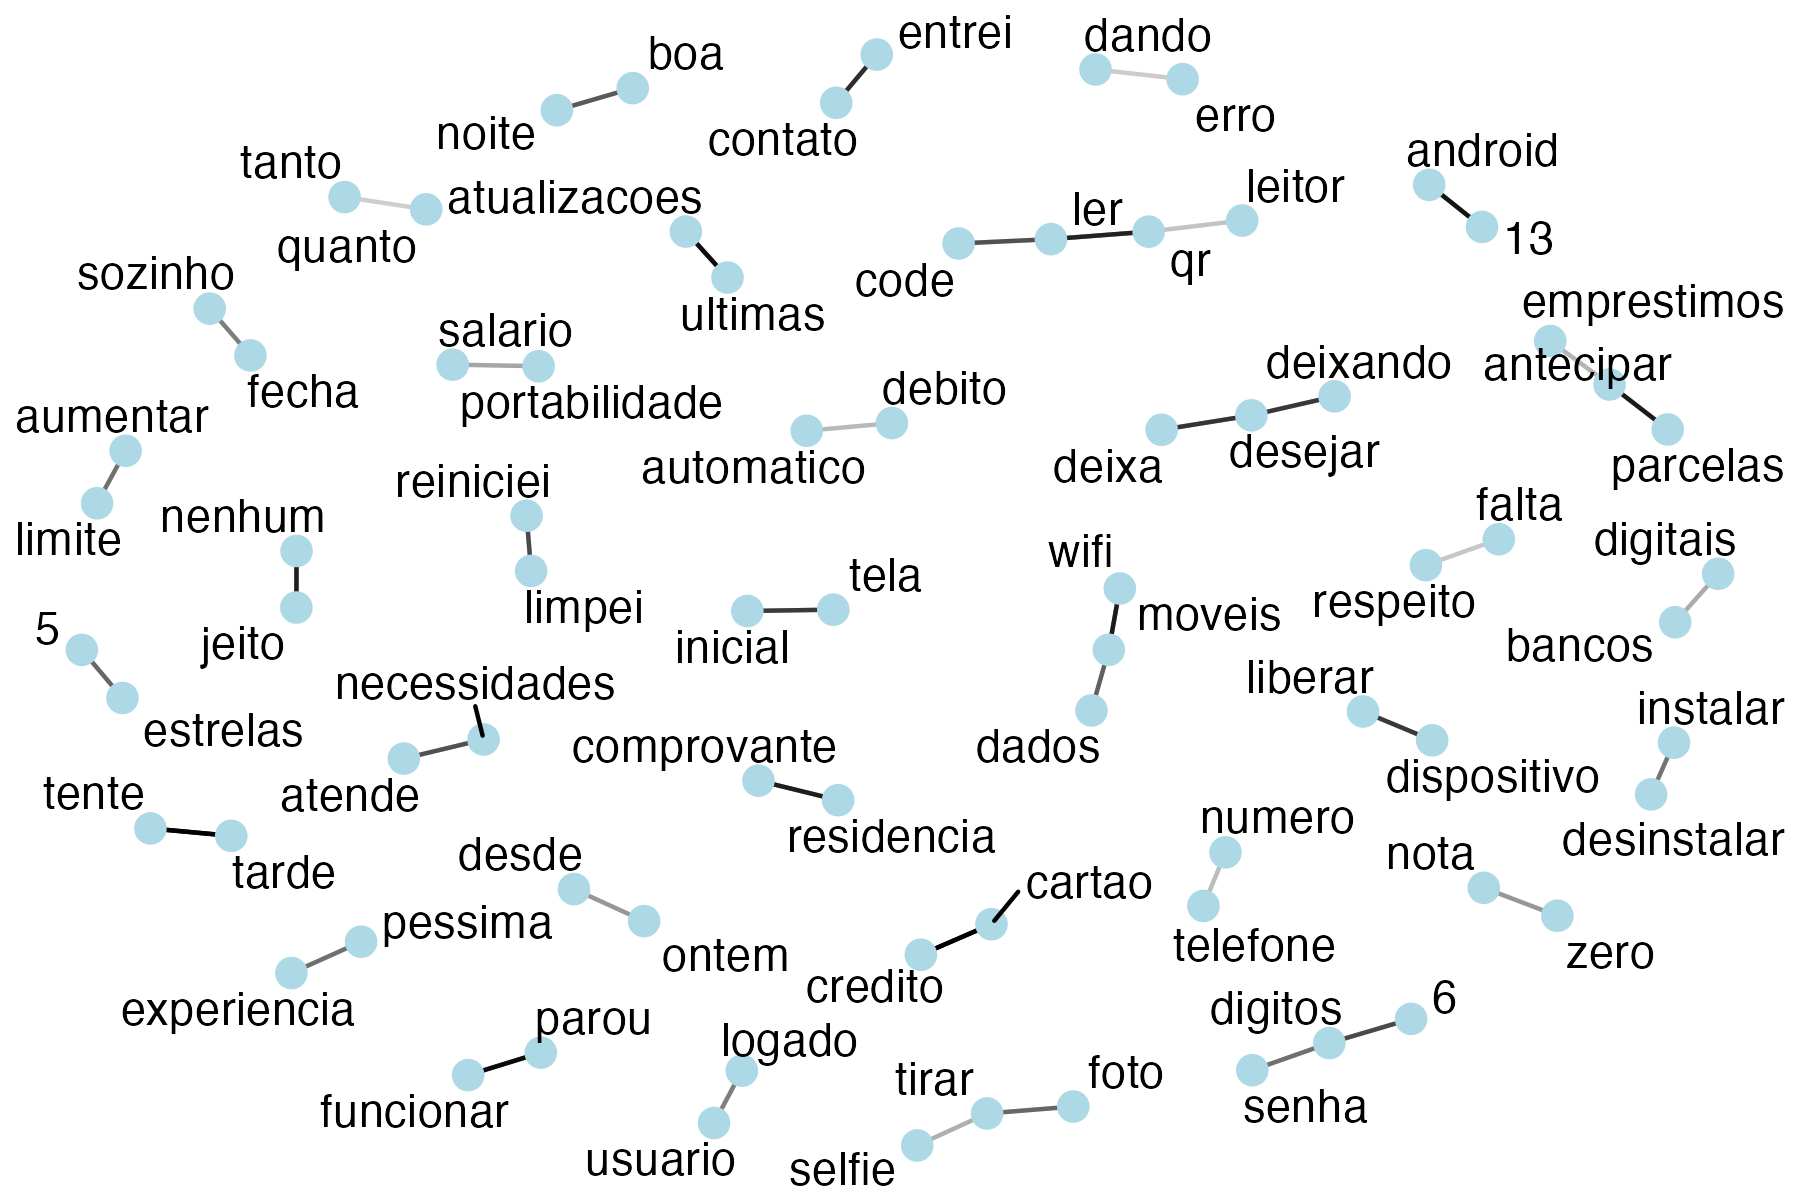 entrei
dando
boa
erro
noite
contato
android
tanto
leitor
atualizacoes
ler
13
quanto
qr
sozinho
code
emprestimos
ultimas
salario
deixando
antecipar
fecha
debito
portabilidade
aumentar
desejar
automatico
deixa
parcelas
reiniciei
falta
nenhum
limite
digitais
wifi
tela
respeito
limpei
moveis
5
jeito
inicial
bancos
liberar
necessidades
instalar
estrelas
comprovante
dados
dispositivo
tente
atende
numero
residencia
desinstalar
desde
nota
tarde
cartao
pessima
telefone
ontem
zero
credito
6
experiencia
digitos
parou
logado
foto
tirar
senha
funcionar
usuario
selfie